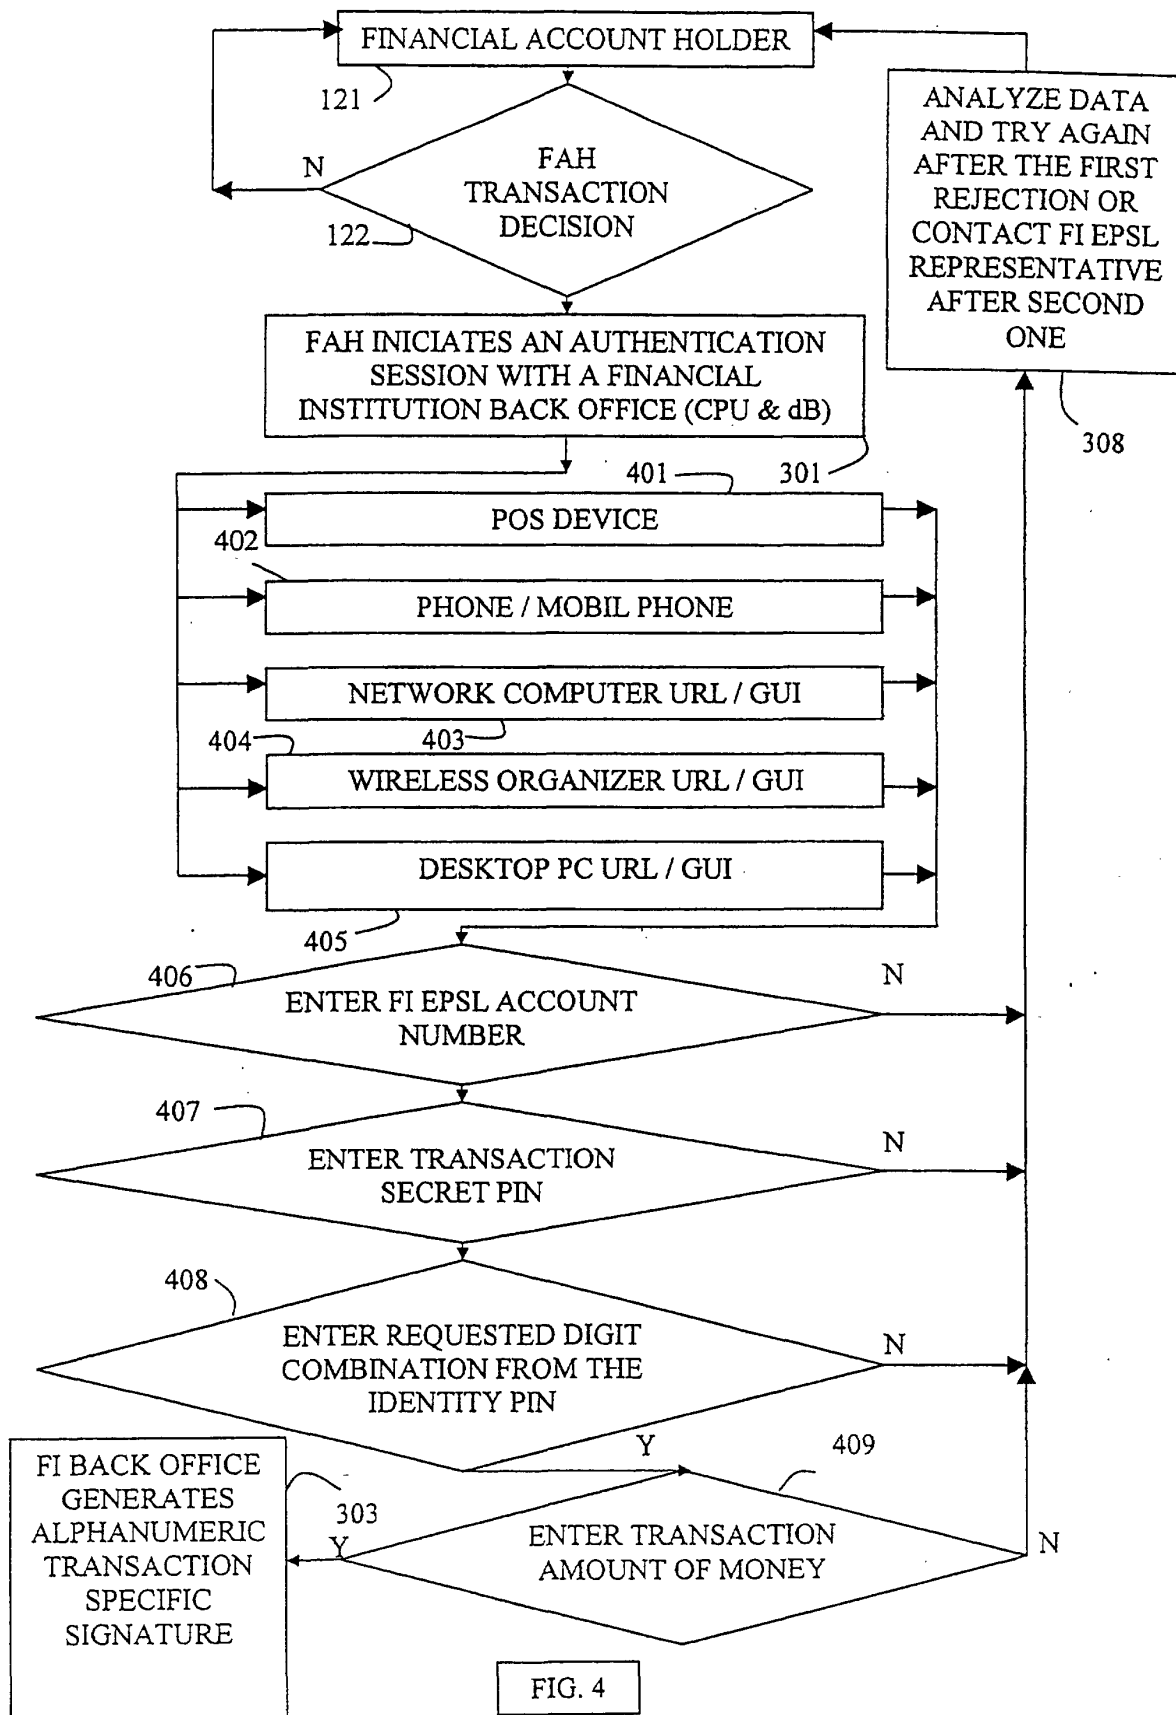 FINANCIAL ACCOUNT HOLDER
121
N
FAH
TRANSACTION
DECISION
122
ANALYZE DATA
AND TRY AGAIN
AFTER THE FIRST
REJECTION OR
CONTACT FI EPSL
REPRESENTATIVE
AFTER SECOND
ONE
308
FAH INICIATES AN AUTHENTICATION
SESSION WITH A FINANCIAL
INSTITUTION BACK OFFICE (CPU & dB)
301
401
POS DEVICE
402
PHONE / MOBIL PHONE
NETWORK COMPUTER URL / GUI
403
404
WIRELESS ORGANIZER URL / GUI
DESKTOP PC URL / GUI
405
406
ENTER FI EPSL ACCOUNT
NUMBER
N
407
ENTER TRANSACTION
SECRET PIN
N
408
ENTER REQUESTED DIGIT
COMBINATION FROM THE
IDENTITY PIN
N
Y
409
ENTER TRANSACTION
AMOUNT OF MONEY
N
Y
303
FI BACK OFFICE
GENERATES
ALPHANUMERIC
TRANSACTION
SPECIFIC
SIGNATURE
FIG. 4